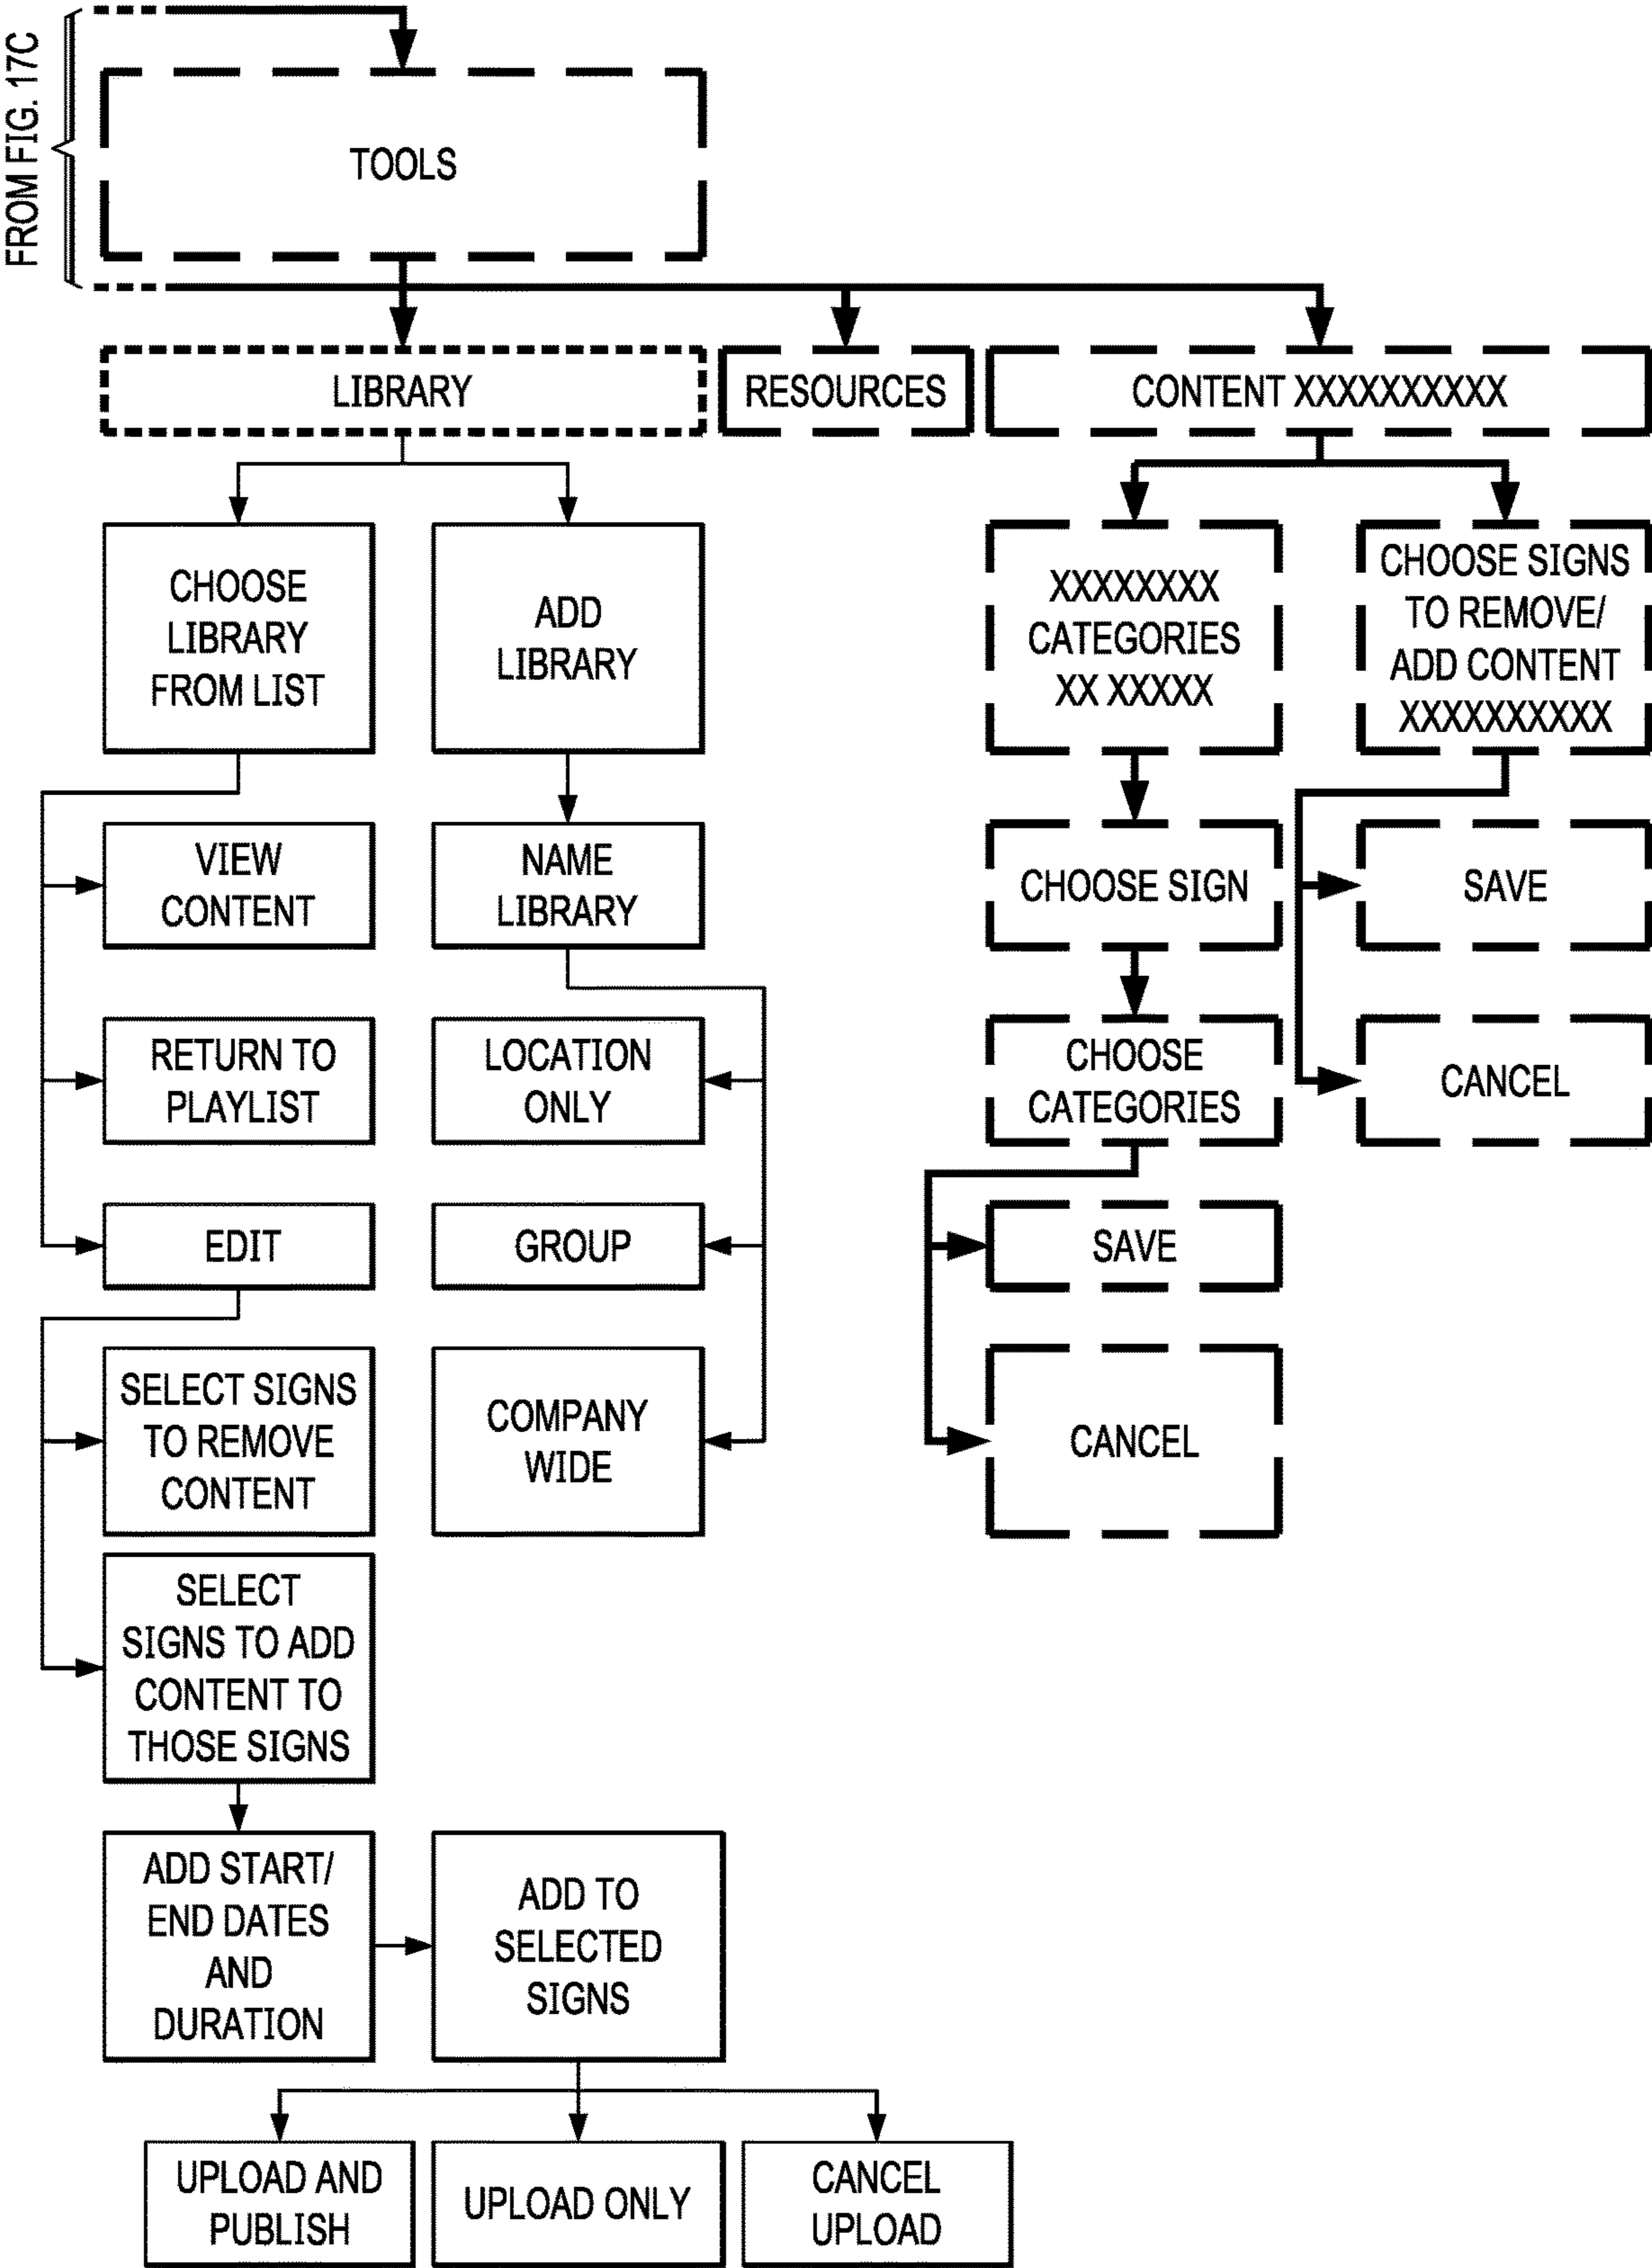 FROM FIG. 17C
TOOLS
LIBRARY
RESOURCES
CONTENT XXXXXXXXXX
CHOOSE
LIBRARY
FROM LIST
ADD
LIBRARY
XXXXXXXX
CATEGORIES
XX XXXXX
CHOOSE SIGNS
TO REMOVE/
ADD CONTENT
XXXXXXXXXX
VIEW
CONTENT
NAME
LIBRARY
CHOOSE SIGN
SAVE
RETURN TO
PLAYLIST
LOCATION
ONLY
CHOOSE
CATEGORIES
CANCEL
EDIT
GROUP
SAVE
SELECT SIGNS
TO REMOVE
CONTENT
COMPANY
WIDE
CANCEL
SELECT
SIGNS TO ADD
CONTENT TO
THOSE SIGNS
ADD START/
END DATES
AND
DURATION
ADD TO
SELECTED
SIGNS
UPLOAD AND
PUBLISH
UPLOAD ONLY
CANCEL
UPLOAD